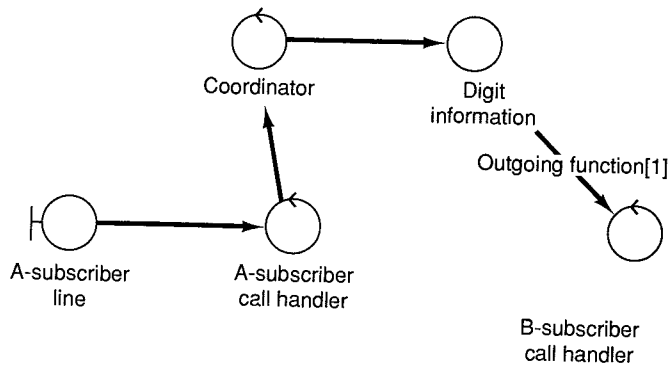 Coordinator
Digit
information
Outgoing function[1]
A-subscriber
line
A-subscriber
call handler
B-subscriber
call handler